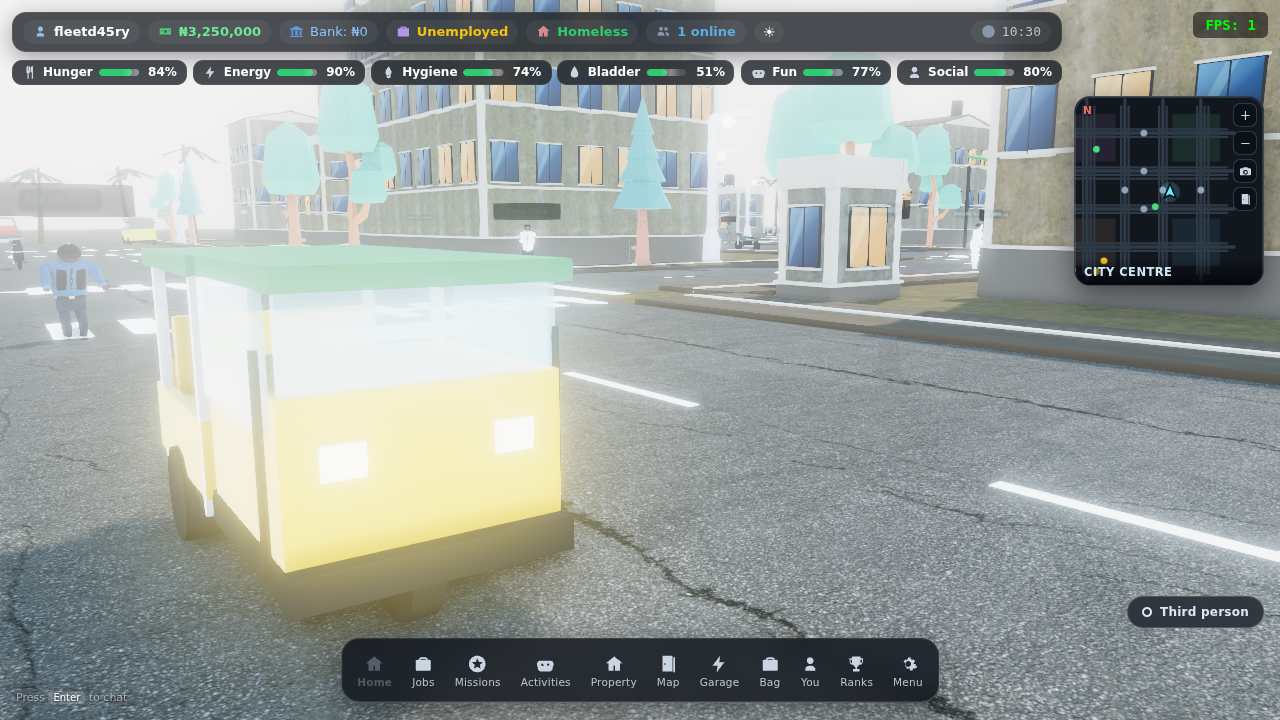 fleetd45ry
₦3,250,000
Bank: ₦0
Unemployed
Homeless
1 online
10:30
FPS: 1
Hunger 84%
Energy 90%
Hygiene 74%
Bladder 51%
Fun 77%
Social 80%
N
+
−
CITY CENTRE
Mechanic
Third person
Home
Jobs
Missions
Activities
Property
Map
Garage
Bag
You
Ranks
Menu
Press Enter to chat